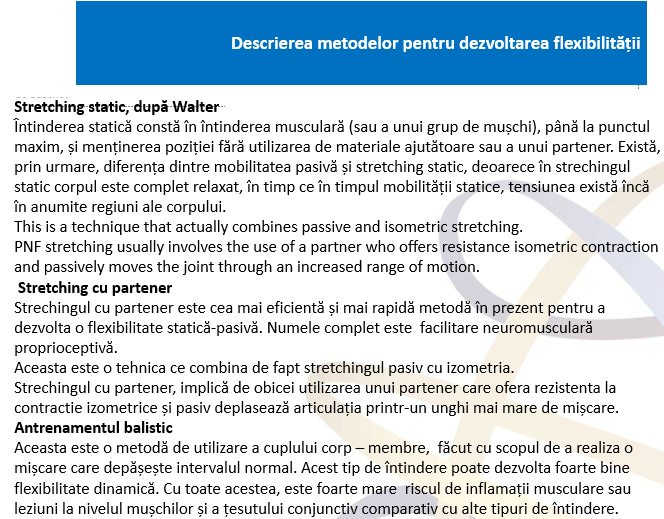 Descrierea metodelor pentru dezvoltarea flexibilității
Stretching static, după Walter
Întinderea statică constă în întinderea musculară (sau a unui grup de mușchi), până la punctul
maxim, și menținerea poziției fără utilizarea de materiale ajutătoare sau a unui partener. Există,
prin urmare, diferența dintre mobilitatea pasivă și stretching static, deoarece în strechingul
static corpul este complet relaxat, în timp ce în timpul mobilității statice, tensiunea există încă
în anumite regiuni ale corpului.
This is a technique that actually combines passive and isometric stretching.
PNF stretching usually involves the use of a partner who offers resistance isometric contraction
and passively moves the joint through an increased range of motion.
Stretching cu partener
Strechingul cu partener este cea mai eficientă și mai rapidă metodă în prezent pentru a
dezvolta o flexibilitate statică-pasivă. Numele complet este facilitare neuromusculară
proprioceptivă.
Aceasta este o tehnica ce combina de fapt stretchingul pasiv cu izometria.
Strechingul cu partener, implică de obicei utilizarea unui partener care ofera rezistenta la
contractie izometrice și pasiv deplasează articulația printr-un unghi mai mare de mișcare.
Antrenamentul balistic
Aceasta este o metodă de utilizare a cuplului corp – membre, făcut cu scopul de a realiza o
mișcare care depășește intervalul normal. Acest tip de întindere poate dezvolta foarte bine
flexibilitate dinamică. Cu toate acestea, este foarte mare riscul de inflamații musculare sau
leziuni la nivelul mușchilor și a țesutului conjunctiv comparativ cu alte tipuri de întindere.